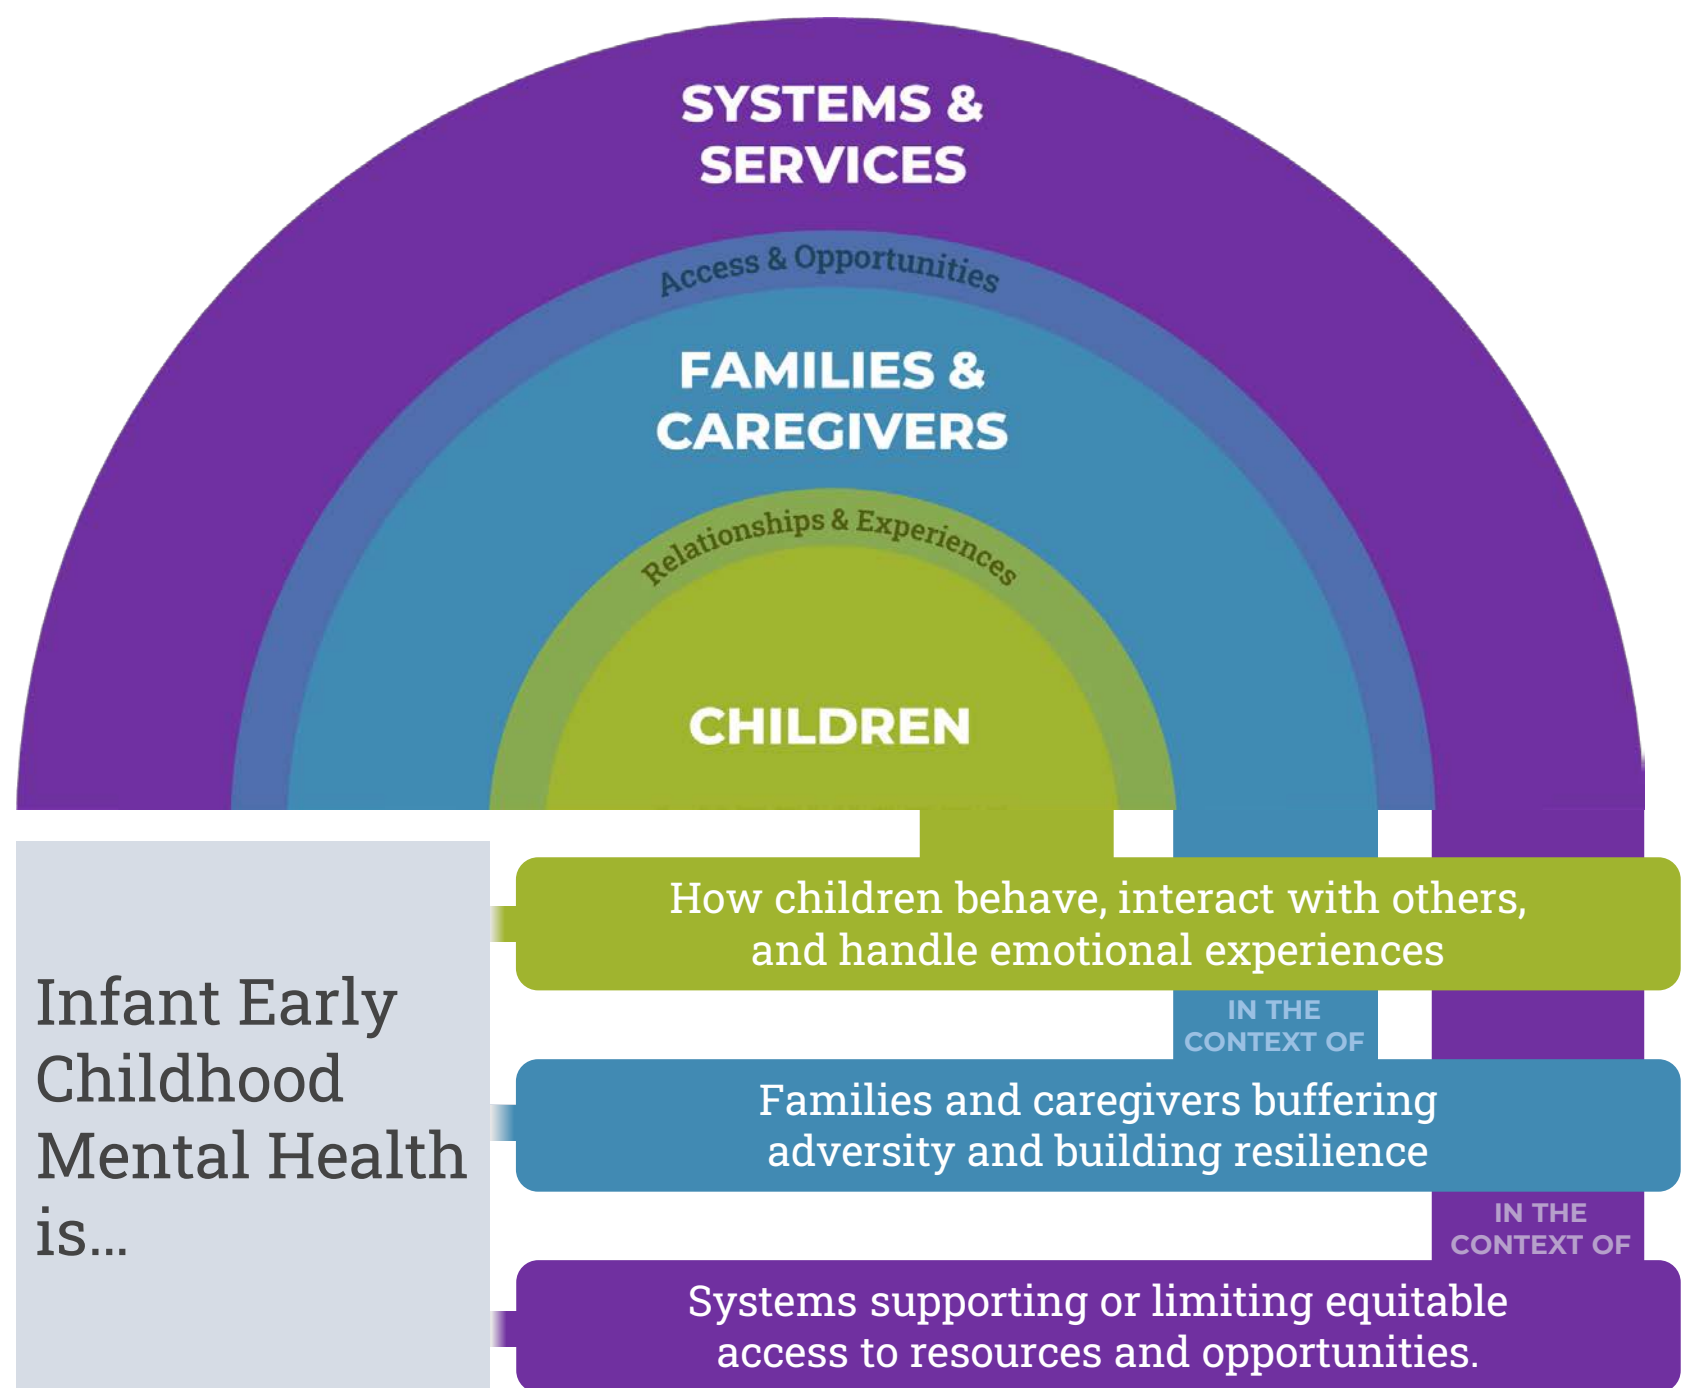 SYSTEMS &
SERVICES
Access & Opportunities
FAMILIES &
CAREGIVERS
Relationships & Experiences
CHILDREN
Infant Early
Childhood
Mental Health
is...
How children behave, interact with others,
and handle emotional experiences
IN THE
CONTEXT OF
Families and caregivers buffering
adversity and building resilience
IN THE
CONTEXT OF
Systems supporting or limiting equitable
access to resources and opportunities.